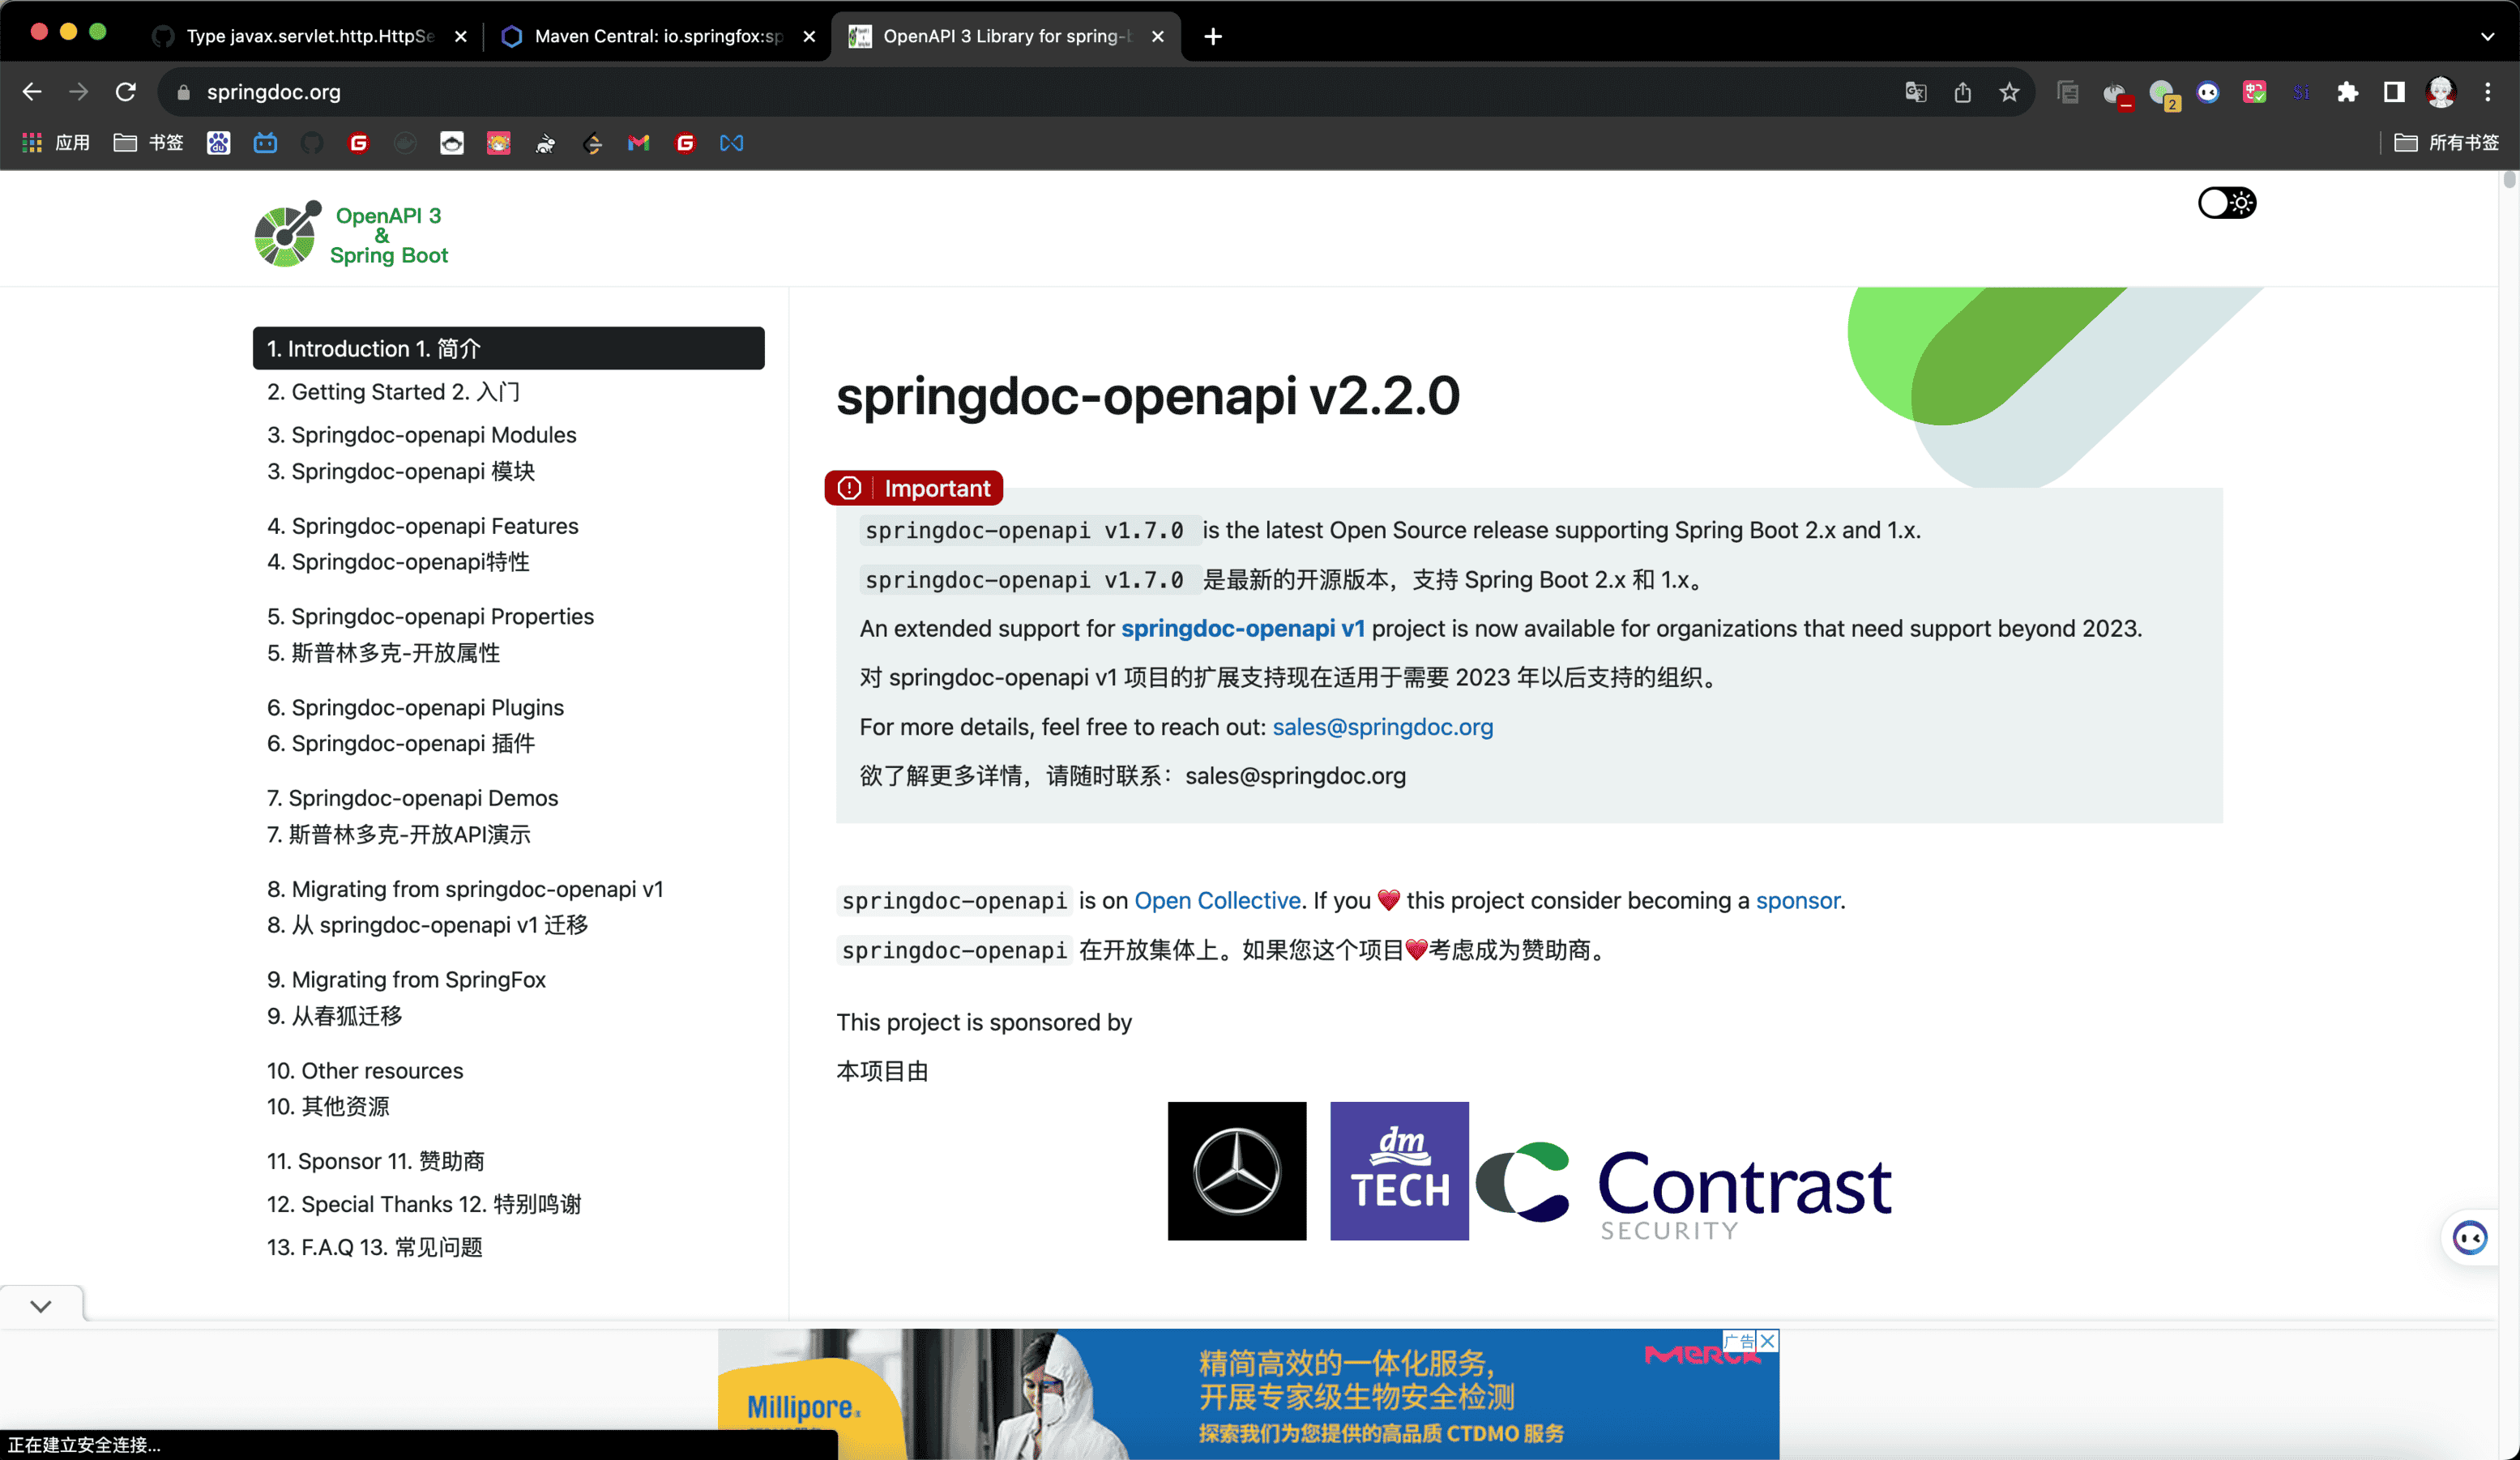 Type javax.servlet.http.HttpSe
Maven Central: io.springfox:sp
OpenAPI 3 Library for spring-b
springdoc.org
2
应用
书签
所有书签
OpenAPI 3
&
Spring Boot
1. Introduction 1. 简介
2. Getting Started 2. 入门
3. Springdoc-openapi Modules
3. Springdoc-openapi 模块
4. Springdoc-openapi Features
4. Springdoc-openapi特性
5. Springdoc-openapi Properties
5. 斯普林多克-开放属性
6. Springdoc-openapi Plugins
6. Springdoc-openapi 插件
7. Springdoc-openapi Demos
7. 斯普林多克-开放API演示
8. Migrating from springdoc-openapi v1
8. 从 springdoc-openapi v1 迁移
9. Migrating from SpringFox
9. 从春狐迁移
10. Other resources
10. 其他资源
11. Sponsor 11. 赞助商
12. Special Thanks 12. 特别鸣谢
13. F.A.Q 13. 常见问题
springdoc-openapi v2.2.0
Important
springdoc-openapi v1.7.0 is the latest Open Source release supporting Spring Boot 2.x and 1.x.
springdoc-openapi v1.7.0 是最新的开源版本，支持 Spring Boot 2.x 和 1.x。
An extended support for springdoc-openapi v1 project is now available for organizations that need support beyond 2023.
对 springdoc-openapi v1 项目的扩展支持现在适用于需要 2023 年以后支持的组织。
For more details, feel free to reach out: sales@springdoc.org
欲了解更多详情，请随时联系：sales@springdoc.org
springdoc-openapi is on Open Collective. If you ❤️ this project consider becoming a sponsor.
springdoc-openapi 在开放集体上。如果您这个项目❤️考虑成为赞助商。
This project is sponsored by
本项目由
dm
TECH
Contrast
SECURITY
Millipore
精简高效的一体化服务,
开展专家级生物安全检测
探索我们为您提供的高品质 CTDMO 服务
广告
MERCK
正在建立安全连接...